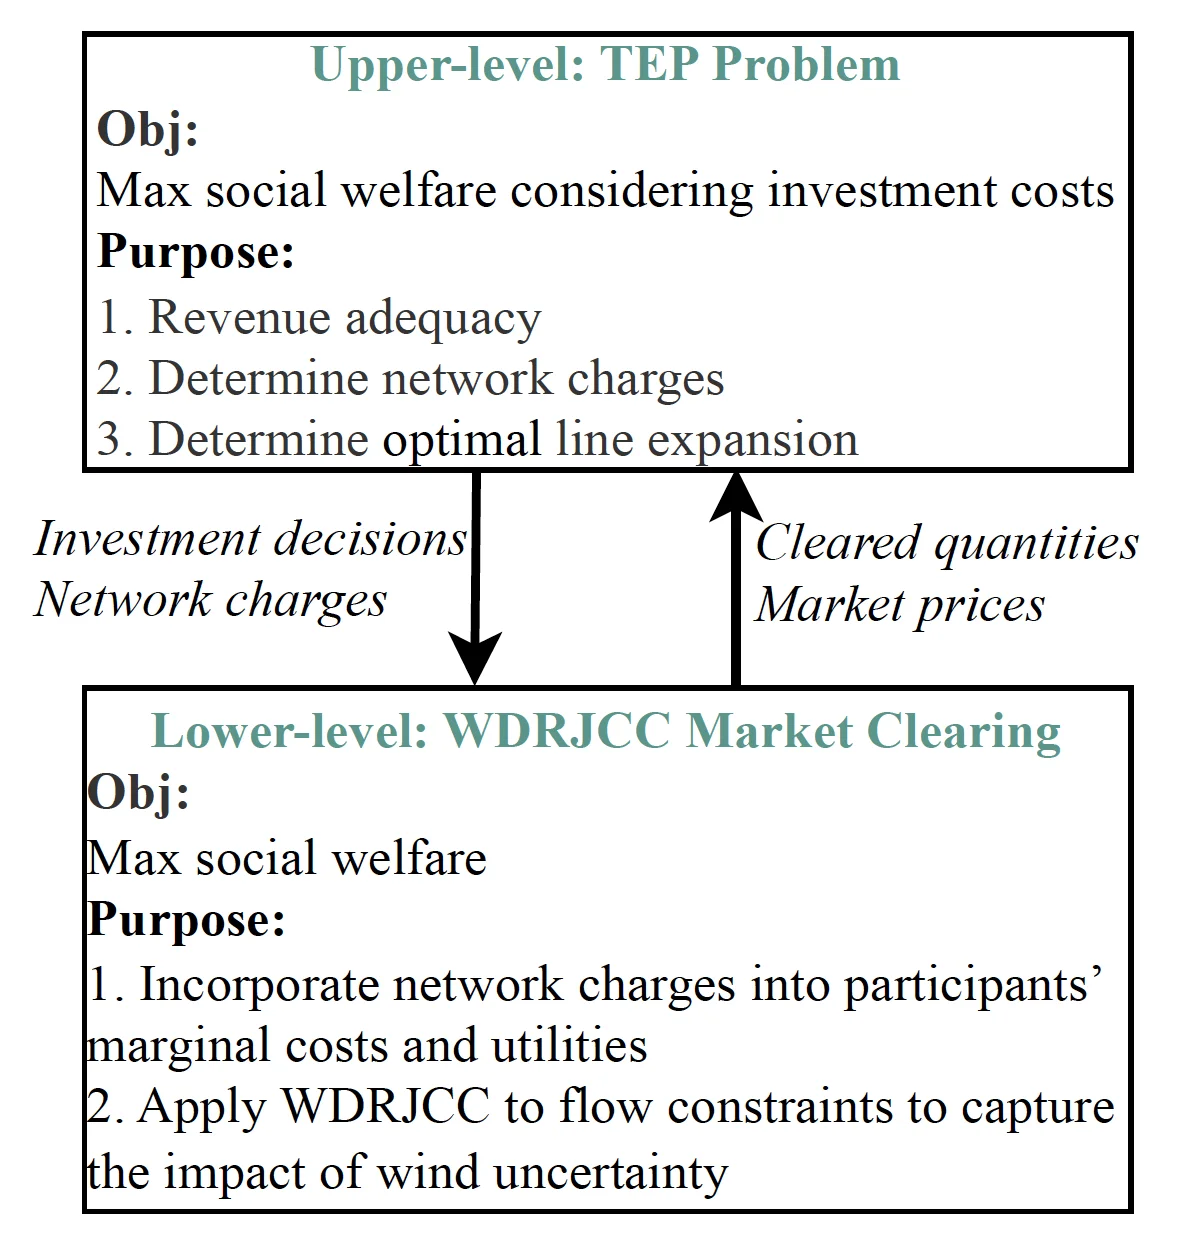 Upper-level: TEP Problem
Obj:
Max social welfare considering investment costs
Purpose:
1. Revenue adequacy
2. Determine network charges
3. Determine optimal line expansion
Investment decisions
Network charges
Cleared quantities
Market prices
Lower-level: WDRJCC Market Clearing
Obj:
Max social welfare
Purpose:
1. Incorporate network charges into participants’
marginal costs and utilities
2. Apply WDRJCC to flow constraints to capture
the impact of wind uncertainty